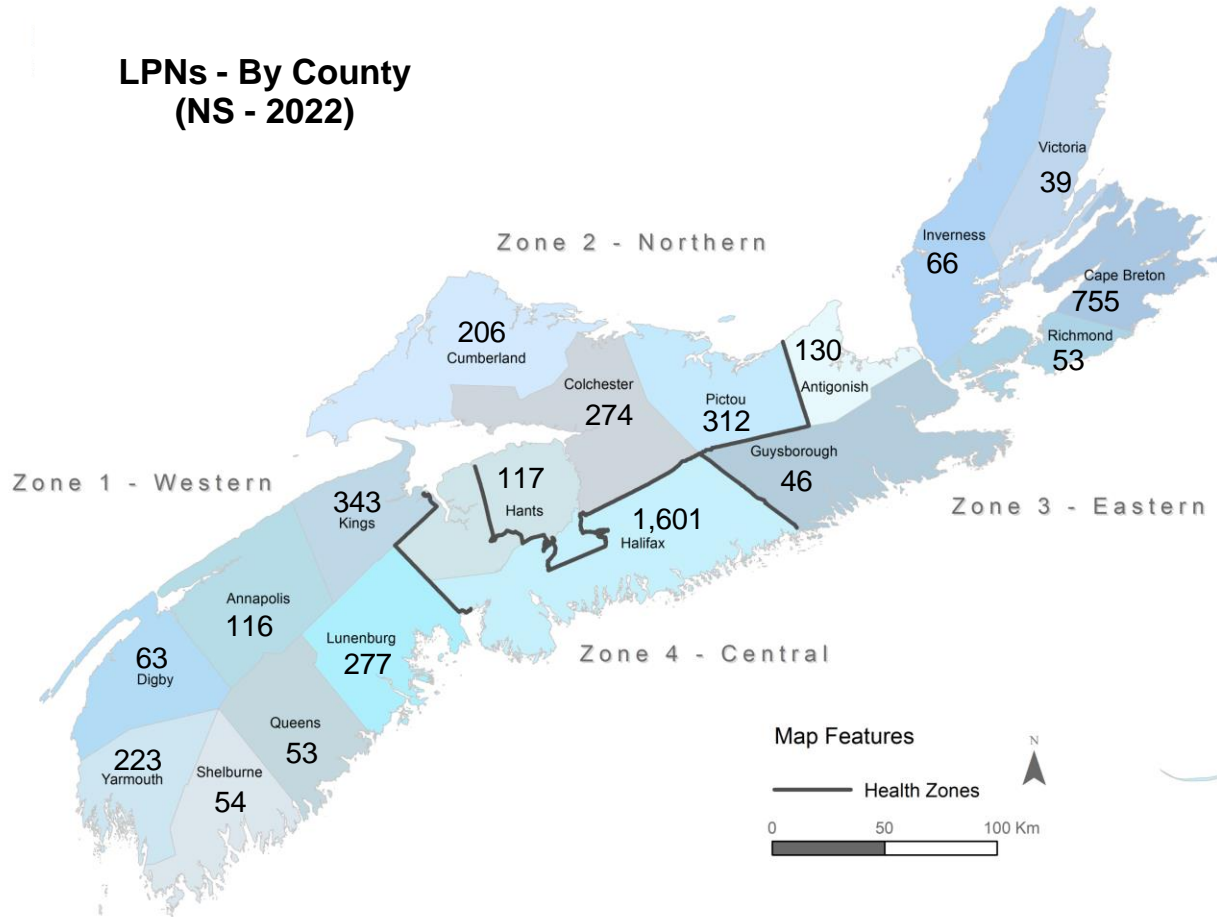 LPNs - By County
(NS - 2022)
Victoria
39
Zone 2 - Northern
Inverness
66
Cape Breton
755
Richmond
53
206
Cumberland
130
Antigonish
Colchester
274
Pictou
312
Guysborough
46
Zone 1 - Western
117
Hants
343
Kings
1,601
Halifax
Zone 3 - Eastern
Annapolis
116
Lunenburg
277
Zone 4 - Central
63
Digby
Queens
53
223
Yarmouth
Shelburne
54
Map Features
N
Health Zones
0 50 100 Km